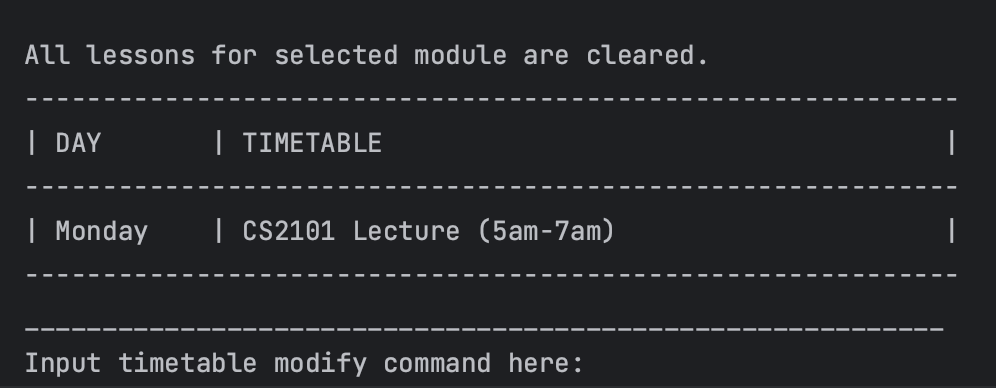 All lessons for selected module are cleared.
------------------------------------------------------------
| DAY       | TIMETABLE                                    |
------------------------------------------------------------
| Monday    | CS2101 Lecture (5am-7am)                     |
------------------------------------------------------------
___________________________________________________________
Input timetable modify command here: